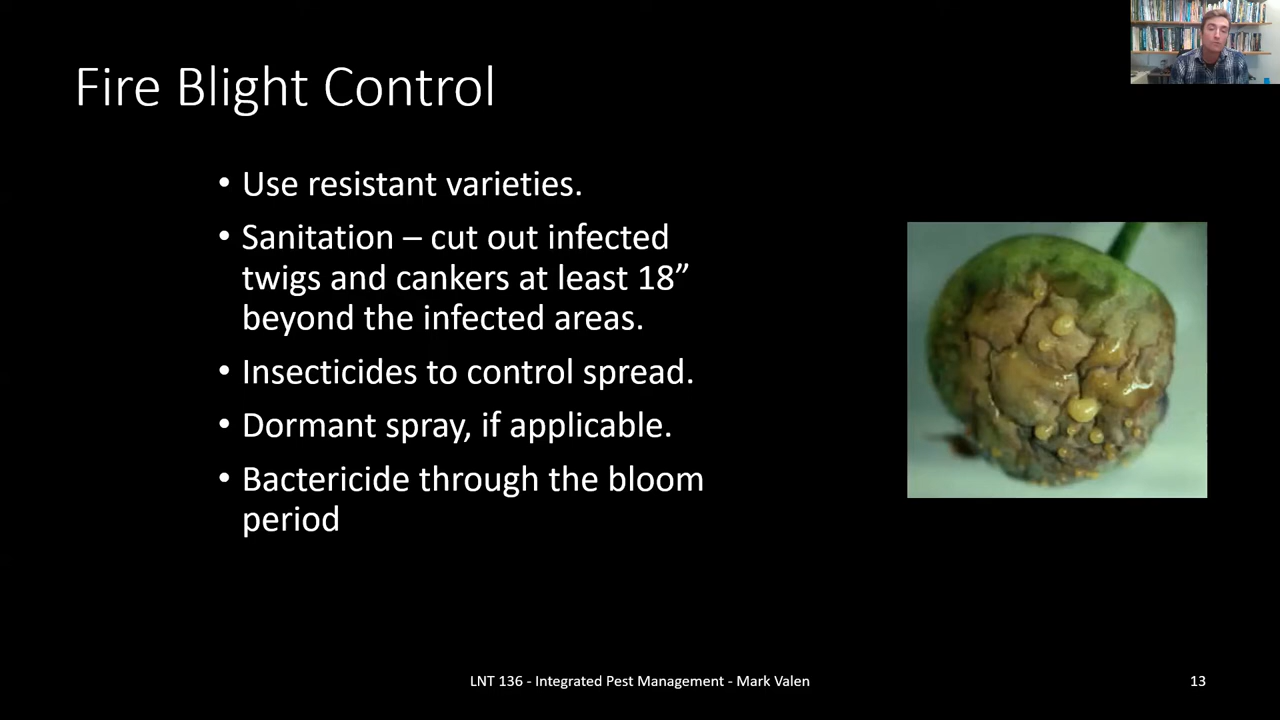 Fire Blight Control
• Use resistant varieties.
• Sanitation – cut out infected
twigs and cankers at least 18”
beyond the infected areas.
• Insecticides to control spread.
• Dormant spray, if applicable.
• Bactericide through the bloom
period
LNT 136 - Integrated Pest Management - Mark Valen
13